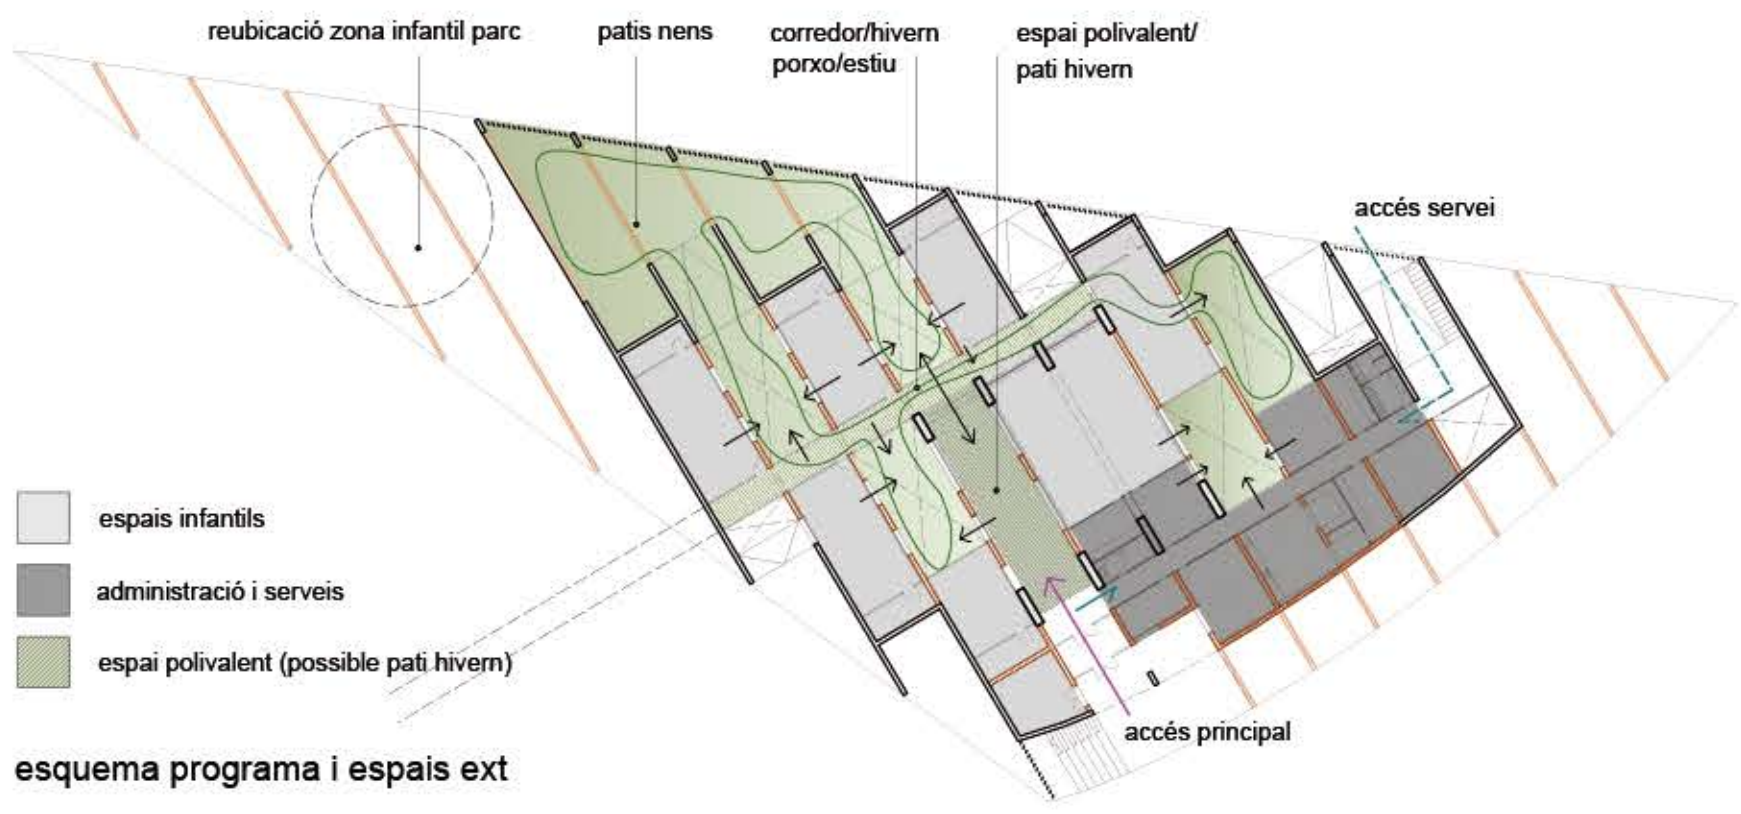 reubicació zona infantil parc
patis nens
corredor/hivern
porxo/estiu
espai polivalent/
pati hivern
accés servei
espais infantils
administració i serveis
espai polivalent (possible pati hivern)
accés principal
esquema programa i espais ext